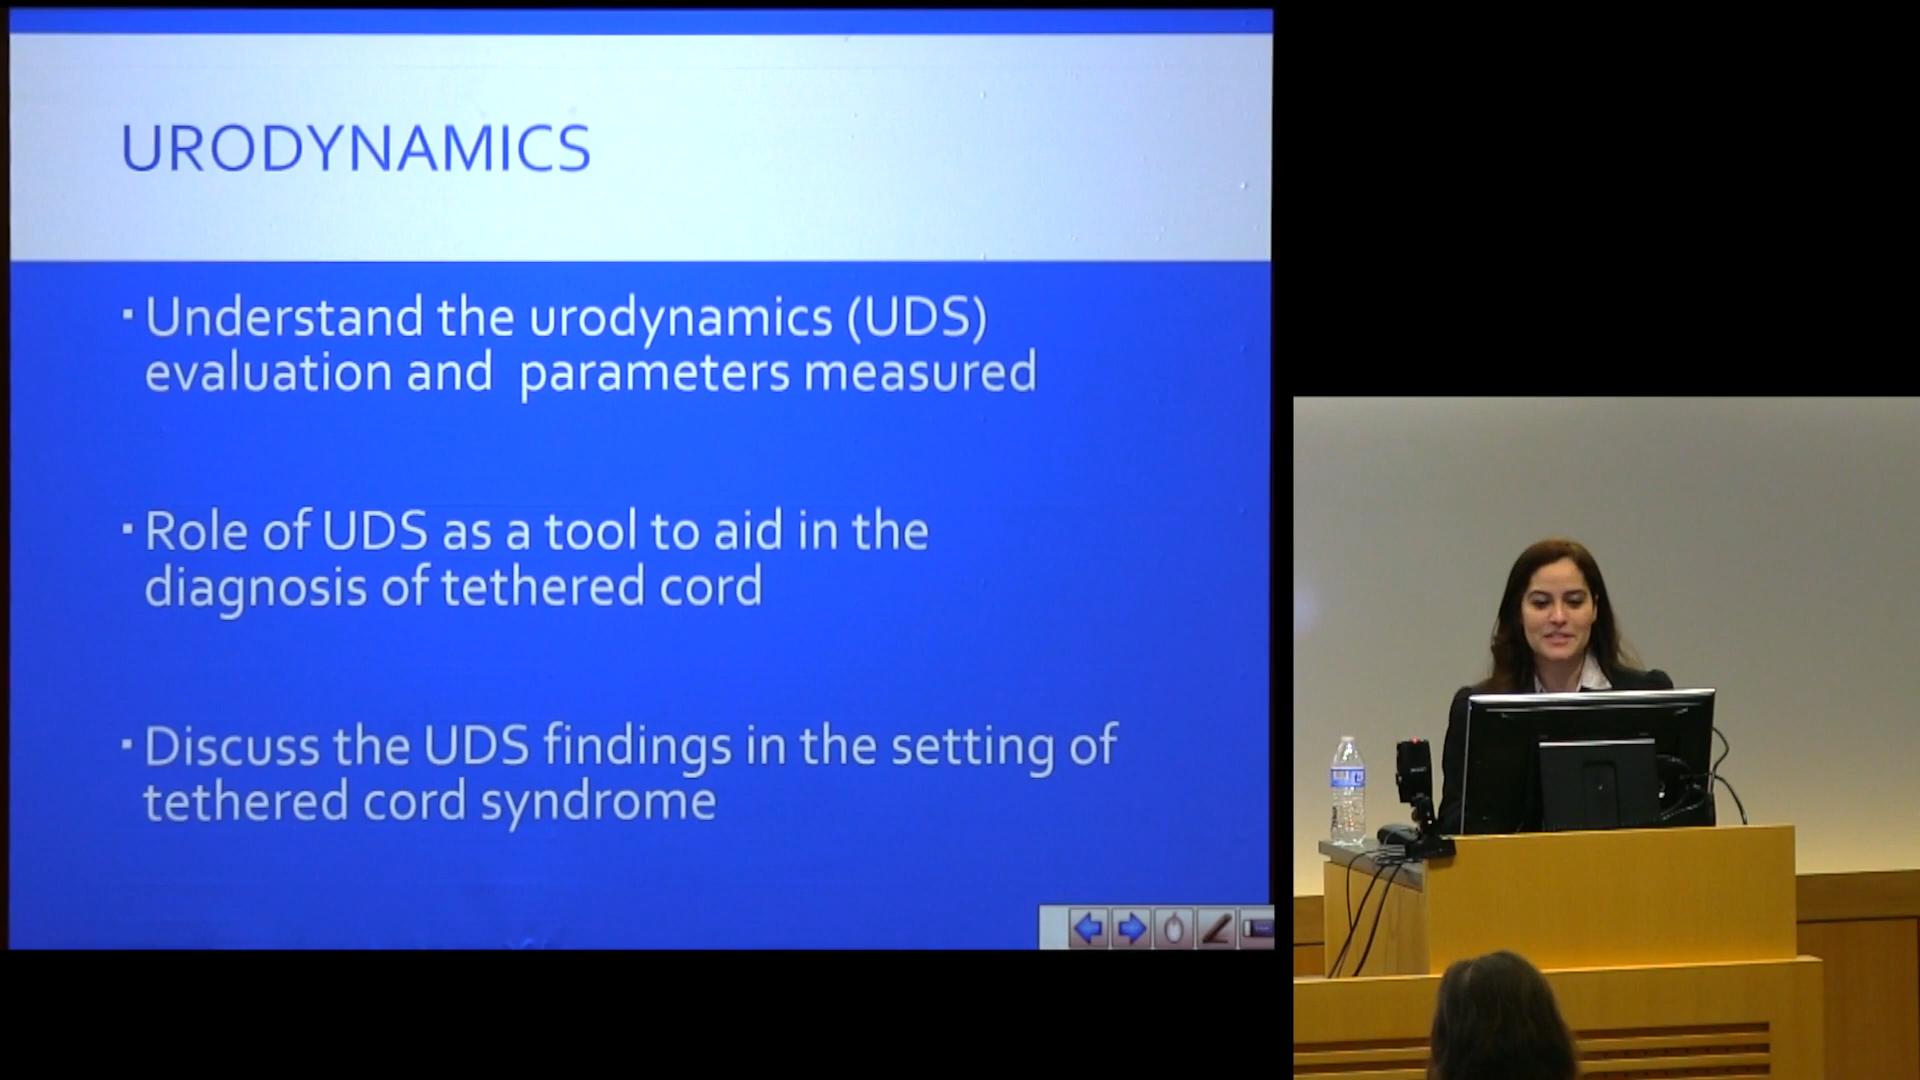 URODYNAMICS
▪ Understand the urodynamics (UDS)
evaluation and parameters measured
▪ Role of UDS as a tool to aid in the
diagnosis of tethered cord
▪ Discuss the UDS findings in the setting of
tethered cord syndrome